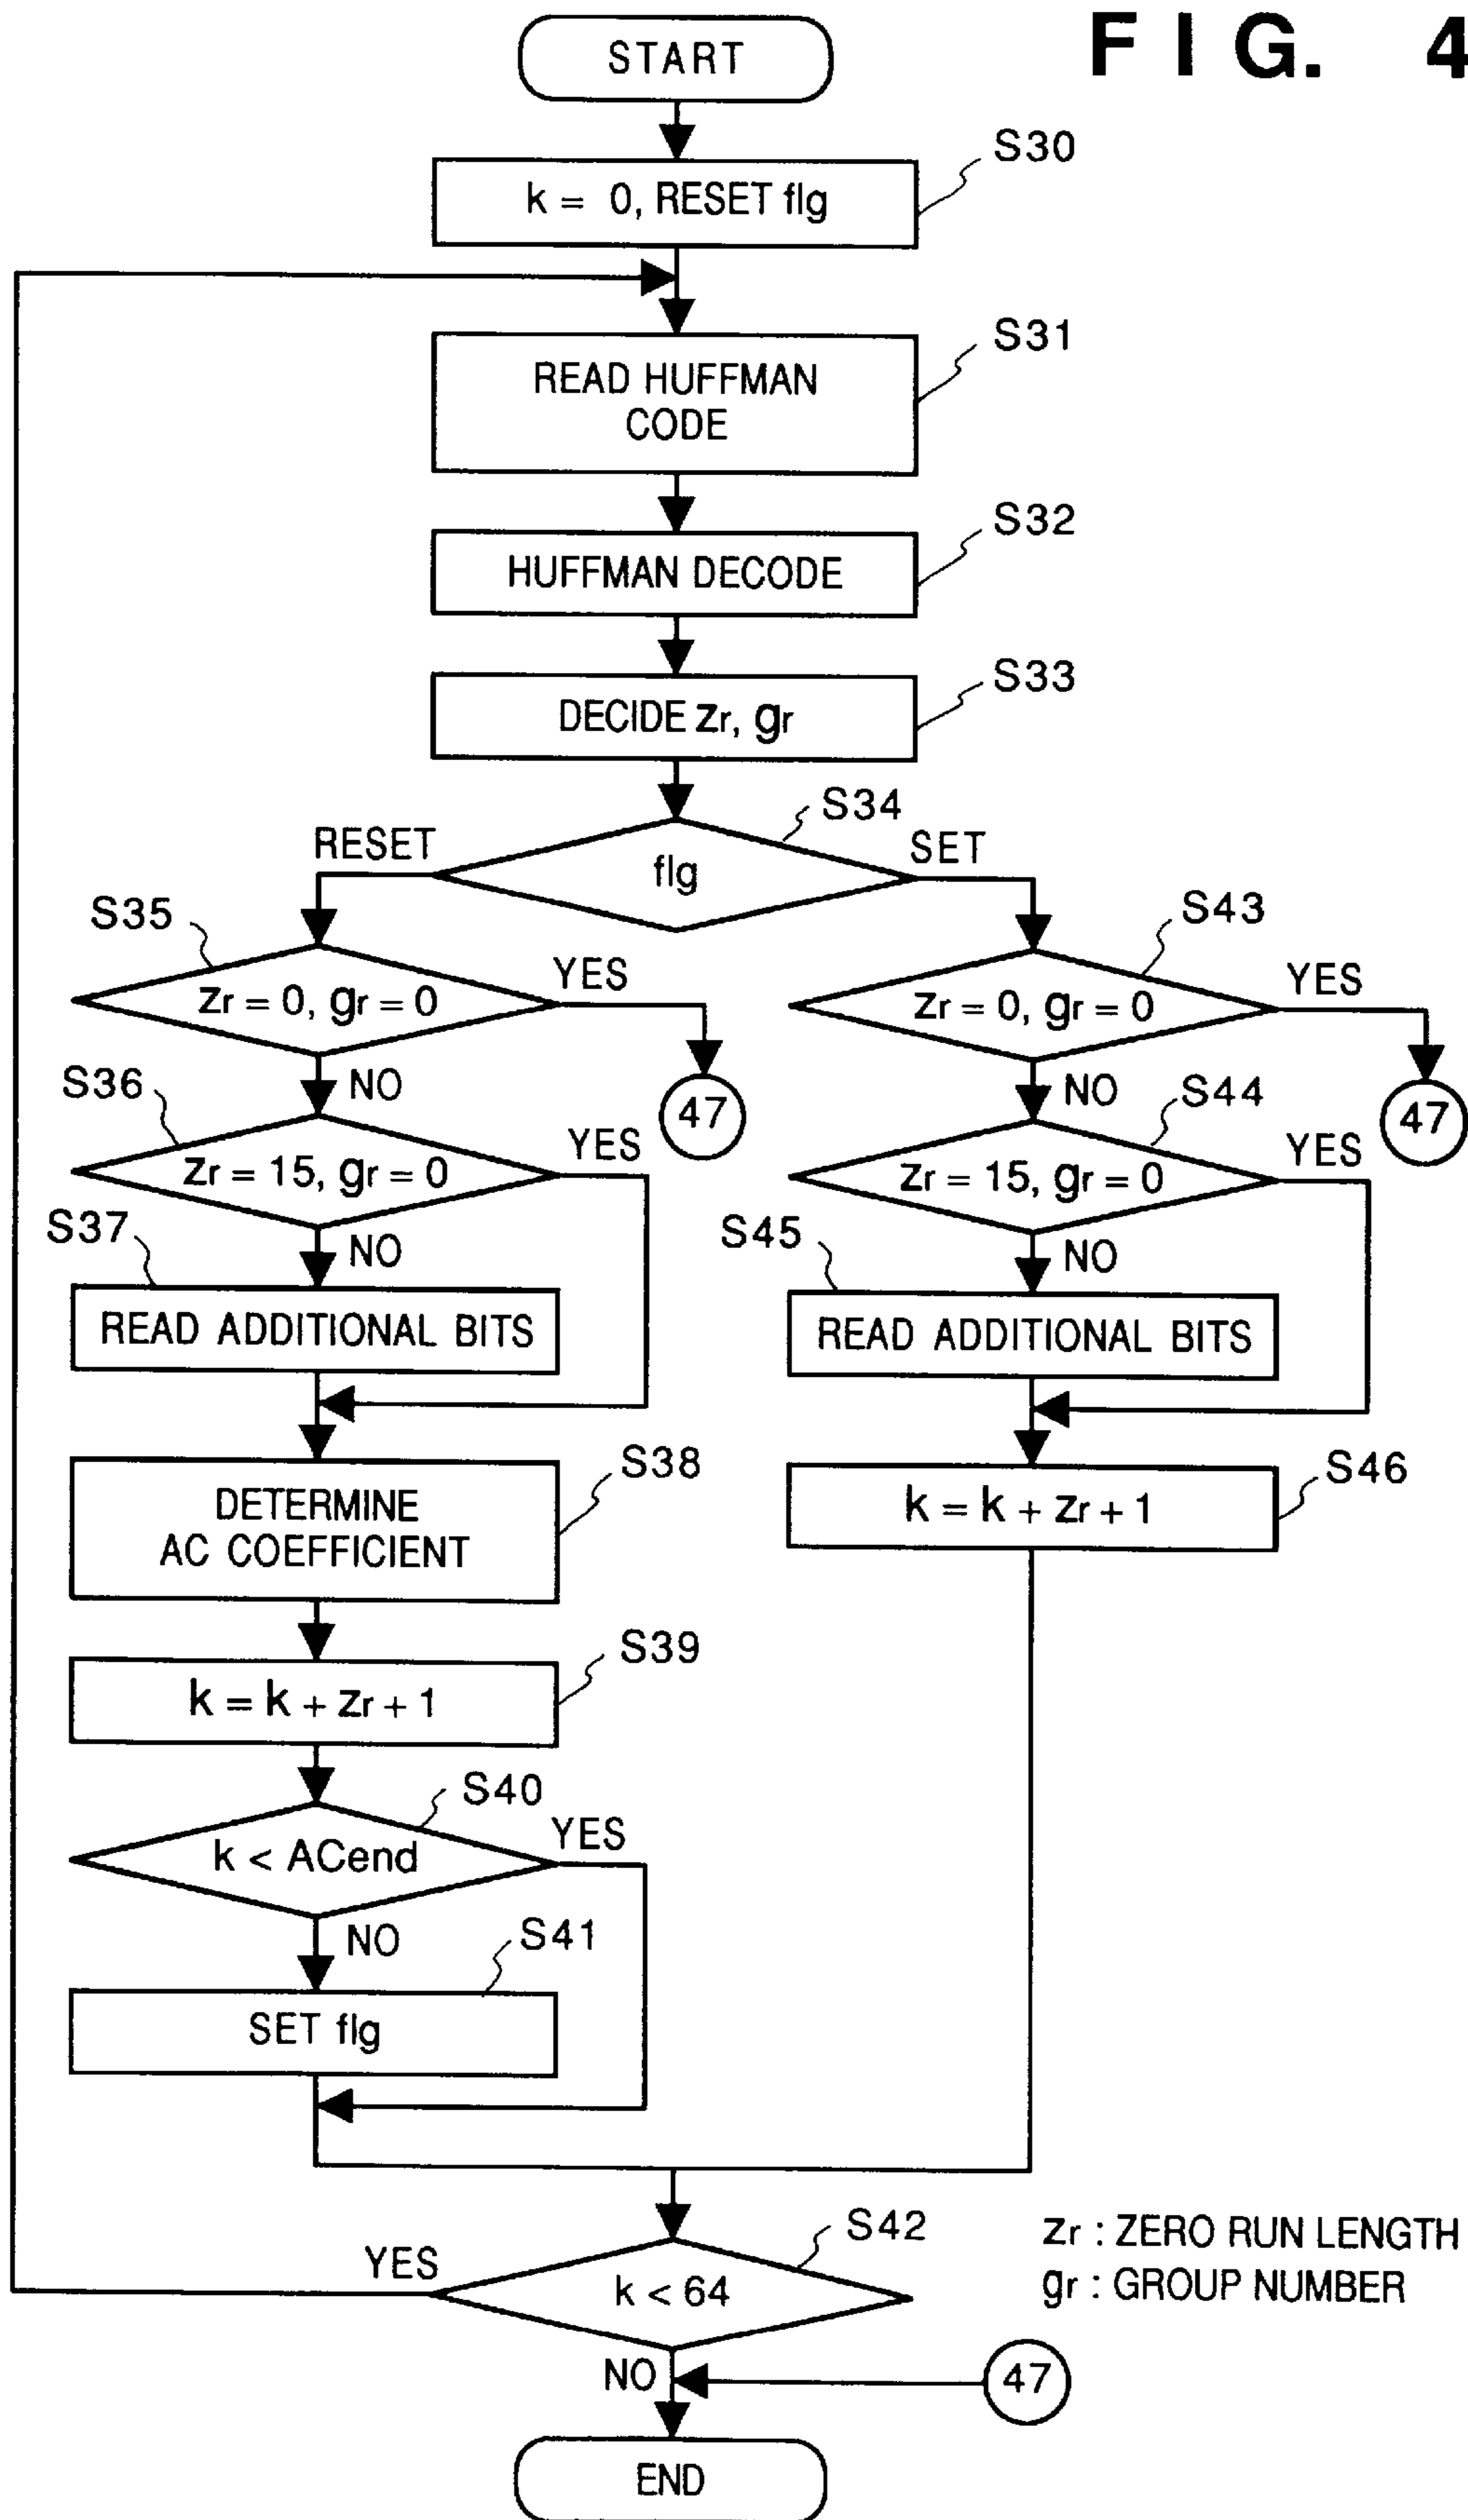 FIG. 4
START
S30
k = 0, RESET flg
S31
READ HUFFMAN
CODE
S32
HUFFMAN DECODE
S33
DECIDE zr, gr
S34
RESET
flg
SET
S35
zr = 0, gr = 0
YES
S43
zr = 0, gr = 0
YES
NO
47
NO
47
S36
zr = 15, gr = 0
YES
S44
zr = 15, gr = 0
YES
S37
NO
READ ADDITIONAL BITS
S45
NO
READ ADDITIONAL BITS
S38
DETERMINE
AC COEFFICIENT
S46
k = k + zr + 1
S39
k = k + zr + 1
S40
k < ACend
YES
NO
S41
SET flg
S42
YES
k < 64
zr : ZERO RUN LENGTH
gr : GROUP NUMBER
NO
47
END